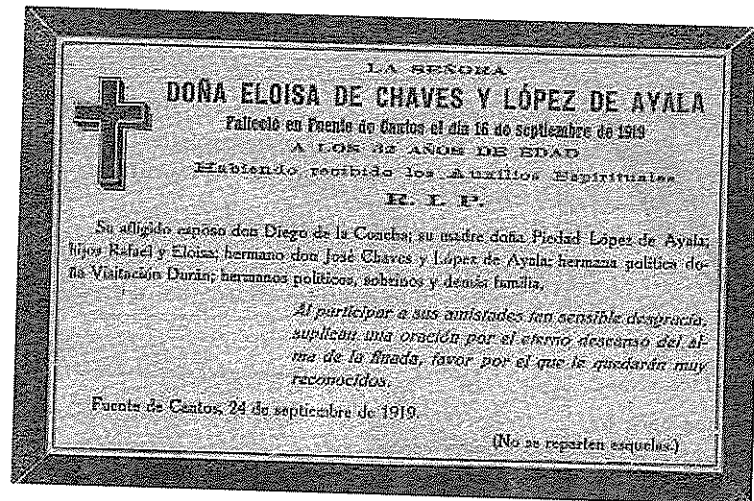 LA SEÑORA
DOÑA ELOISA DE CHAVES Y LÓPEZ DE AYALA
Falleció en Fuente de Cantos el día 16 de septiembre de 1919
A LOS 32 AÑOS DE EDAD
Habiendo recibido los Auxilios Espirituales
R. I. P.
Su afligido esposo don Diego de la Concha; su madre doña Piedad López de Ayala;
hijos Rafael y Eloisa; hermano don José Chaves y López de Ayala; hermana política do-
ña Visitación Durán; hermanos políticos, sobrinos y demás familia,
Al participar a sus amistades tan sensible desgracia,
suplican una oración por el eterno descanso del al-
ma de la finada, favor por el que le quedarán muy
reconocidos.
Fuente de Cantos, 24 de septiembre de 1919.
(No se reparten esquelas.)